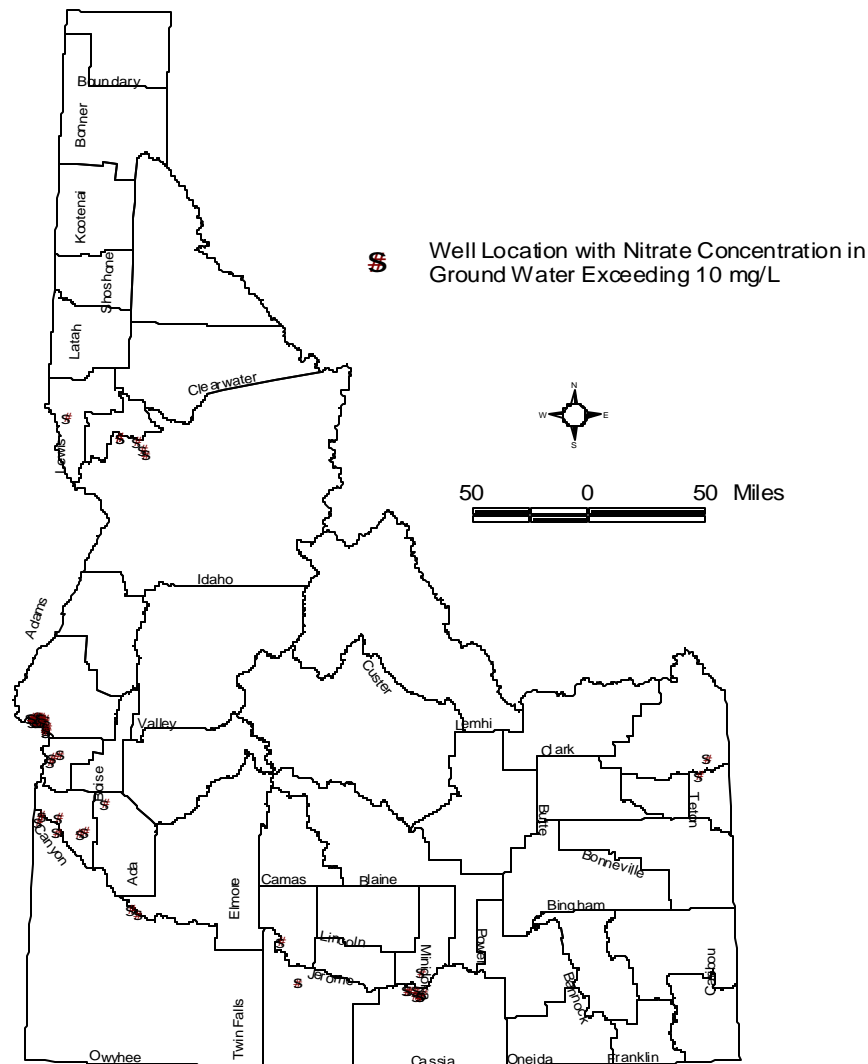 Boundary
Bonner
Kootenai
Well Location with Nitrate Concentration in
Ground Water Exceeding 10 mg/L
Shoshone
Latah
Clearwater
N
W E
S
Lewis
50 0 50 Miles
Idaho
Adams
Custer
Valley
Lemhi
Clark
Boise
Butte
Teton
Canyon
Ada
Bonneville
Elmore
Camas
Blaine
Bingham
Lincoln
Minidoka
Power
Jerome
Bannock
Caribou
Twin Falls
Owyhee
Cassia
Oneida
Franklin